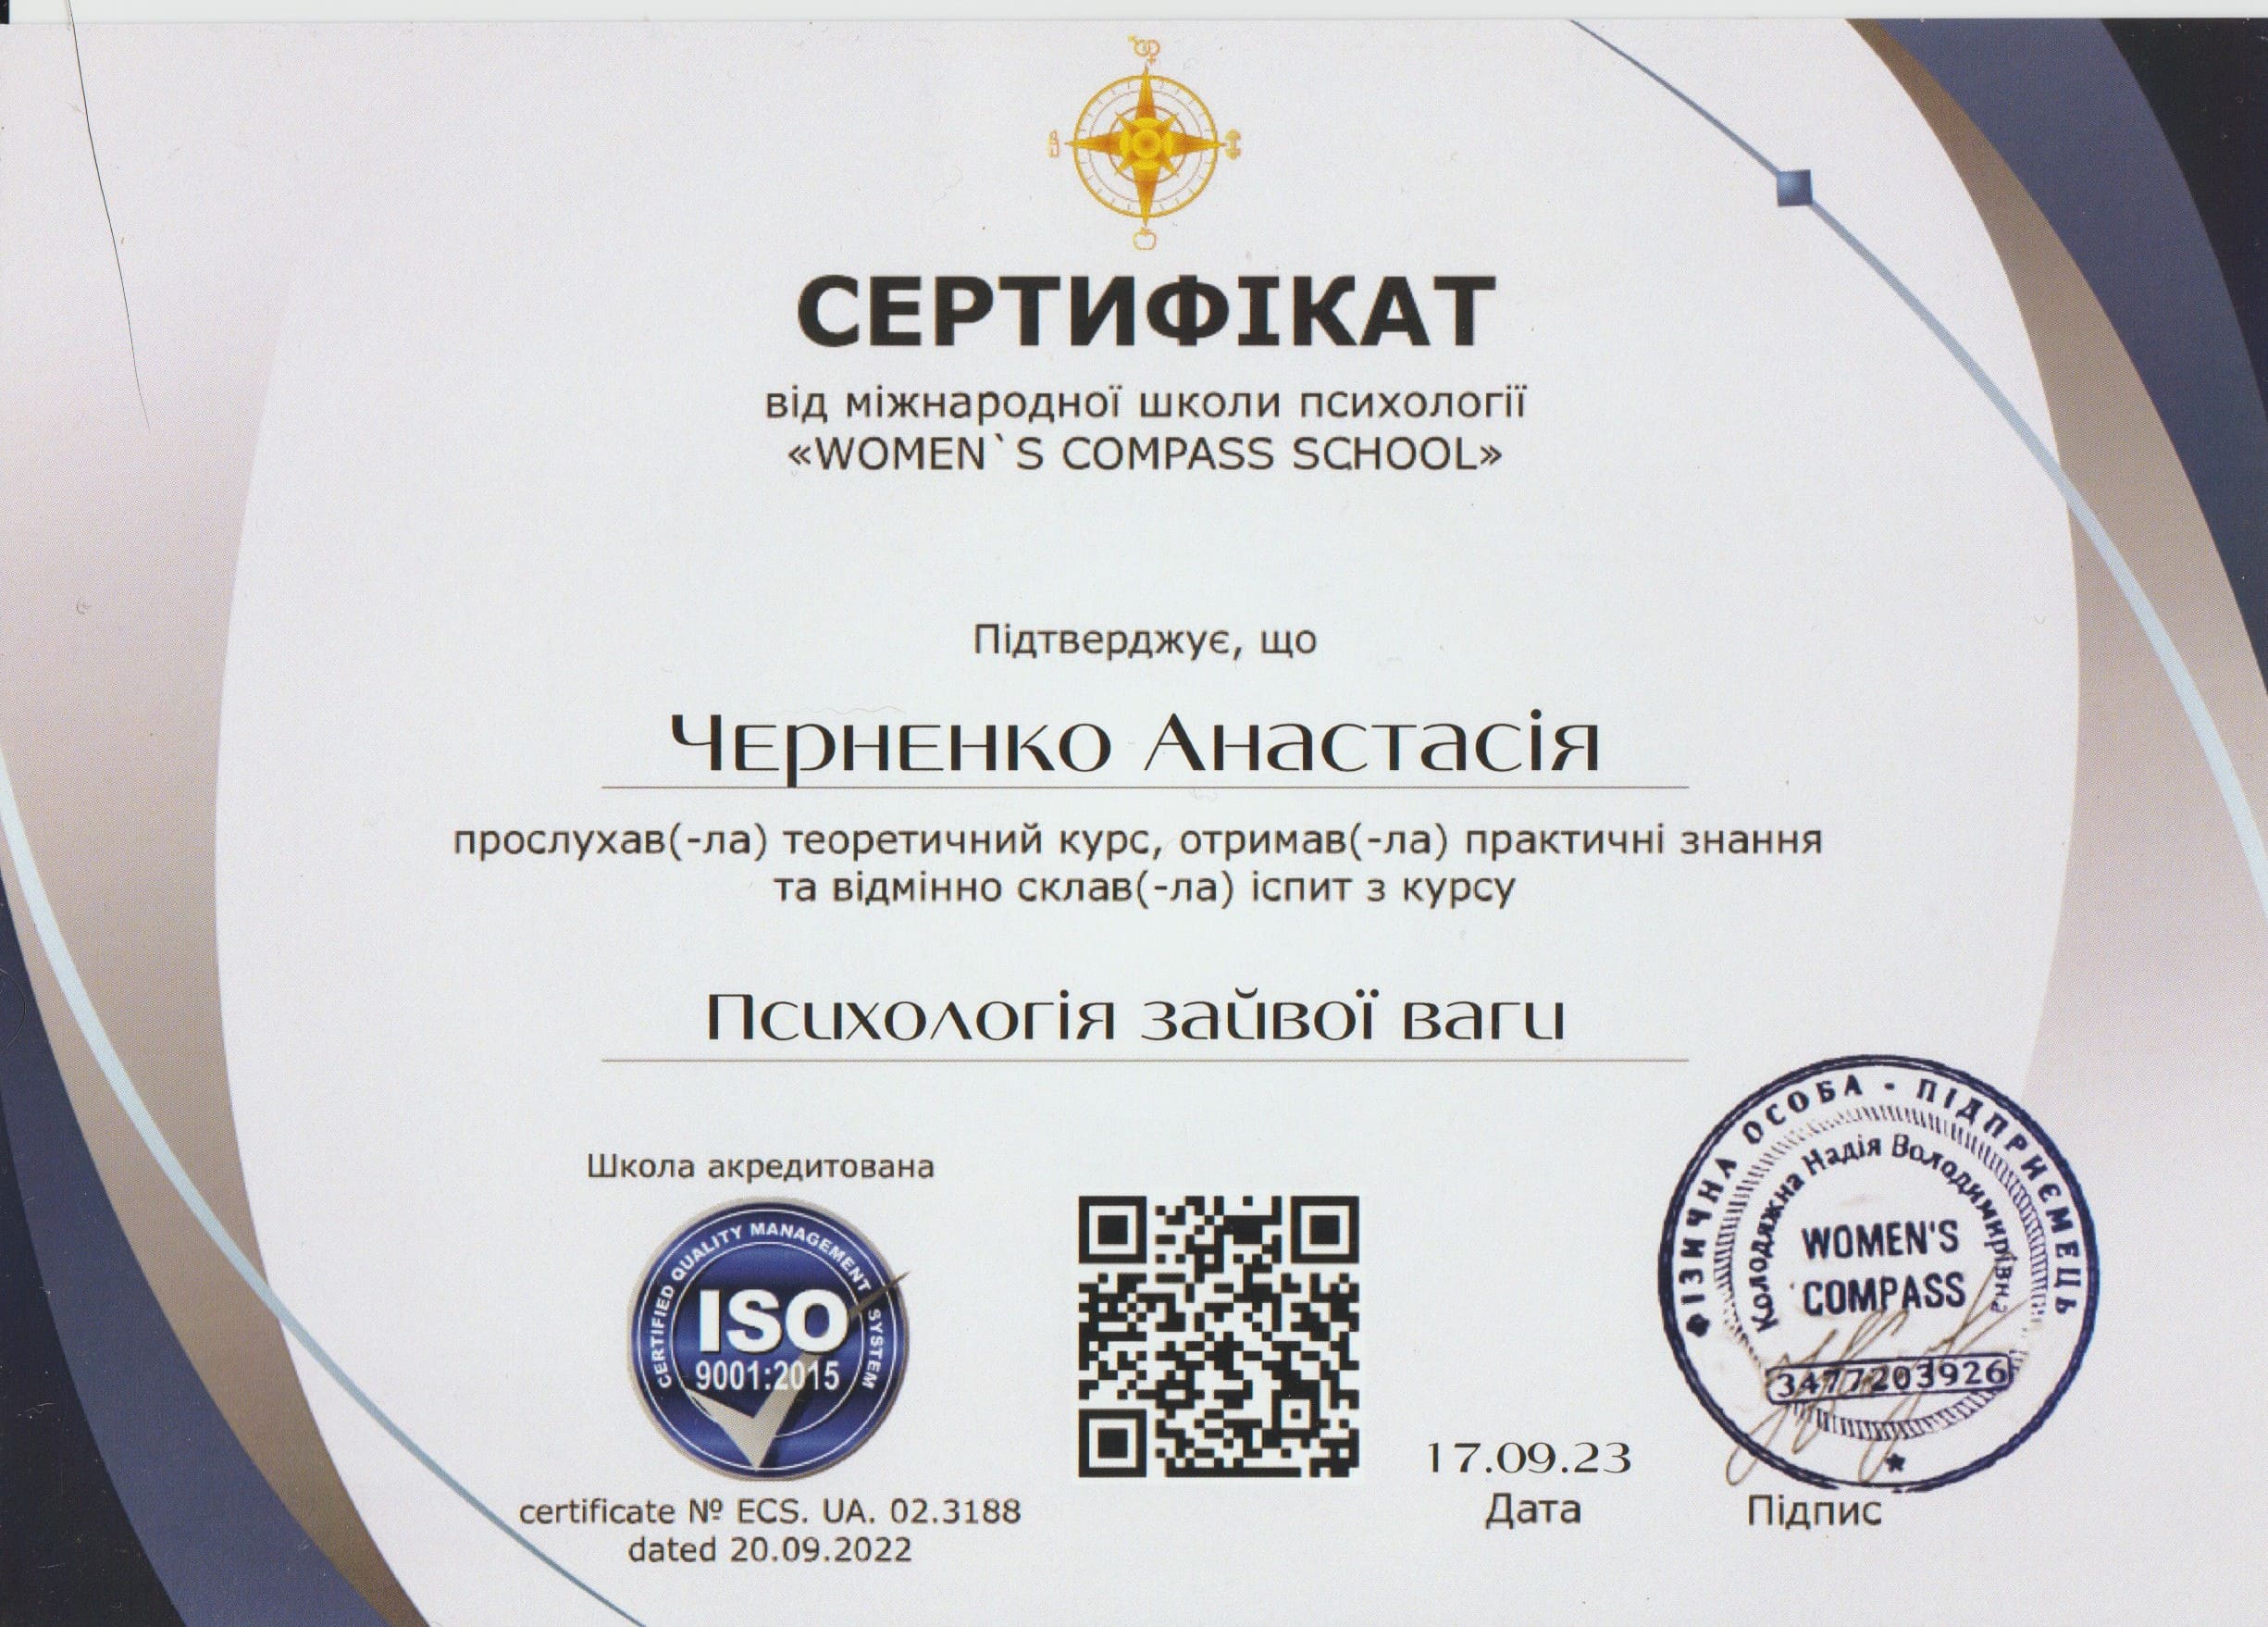 СЕРТИФІКАТ
від міжнародної школи психології
«WOMEN`S COMPASS SCHOOL»
Підтверджує, що
Черненко Анастасія
прослухав(-ла) теоретичний курс, отримав(-ла) практичні знання
та відмінно склав(-ла) іспит з курсу
Психологія зайвої ваги
Школа акредитована
CERTIFIED QUALITY MANAGEMENT SYSTEM
ISO
9001:2015
certificate № ECS. UA. 02.3188
dated 20.09.2022
17.09.23
Дата
ФІЗИЧНА ОСОБА - ПІДПРИЄМЕЦЬ
Колодяжна Надія Володимирівна
WOMEN'S
COMPASS
3477203926
Підпис